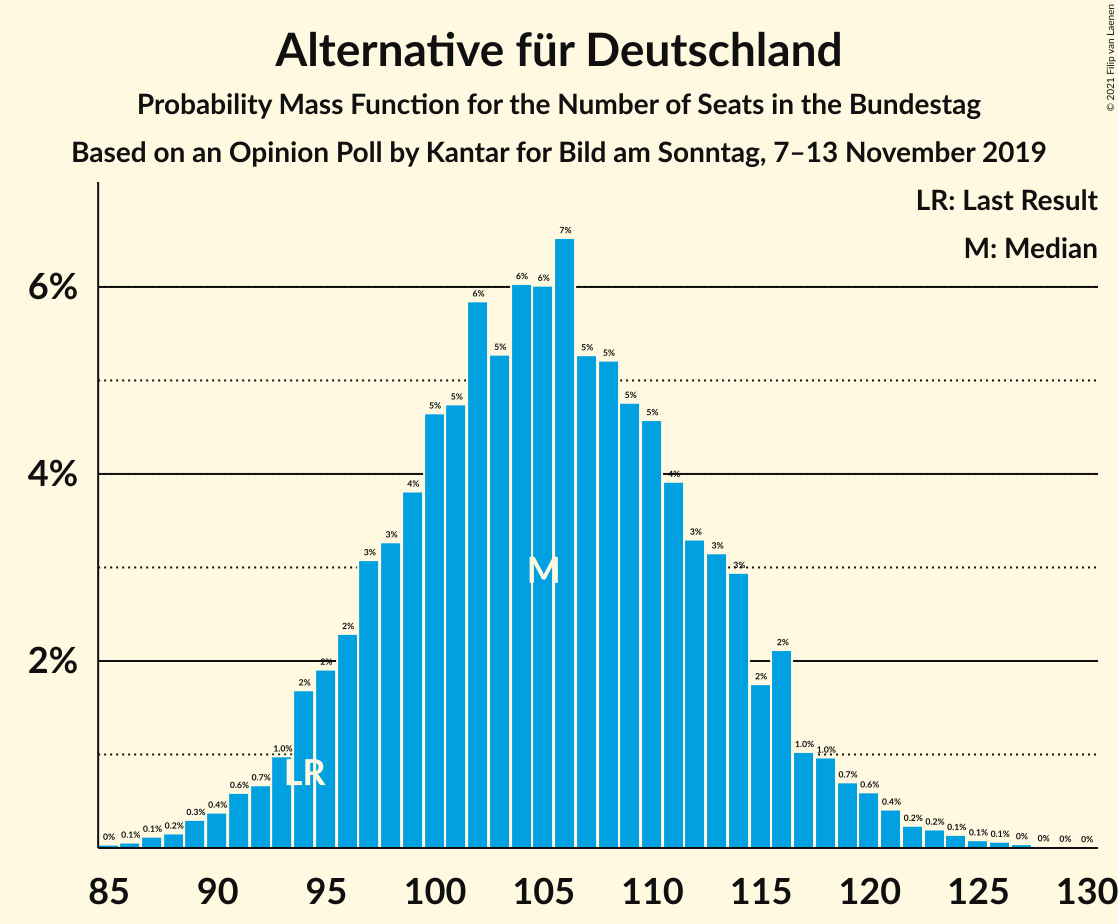 Alternative für Deutschland
Probability Mass Function for the Number of Seats in the Bundestag
Based on an Opinion Poll by Kantar for Bild am Sonntag, 7–13 November 2019
© 2021 Filip van Laenen
LR: Last Result
M: Median
6%
4%
2%
0% 0.1% 0.1% 0.2% 0.3% 0.4% 0.6% 0.7% 1.0% 2% 2% 2% 3% 3% 4% 5% 5% 6% 5% 6% 6% 7% 5% 5% 5% 5% 4% 3% 3% 3% 2% 2% 1.0% 1.0% 0.7% 0.6% 0.4% 0.2% 0.2% 0.1% 0.1% 0.1% 0% 0% 0% 0%
M
LR
85 90 95 100 105 110 115 120 125 130